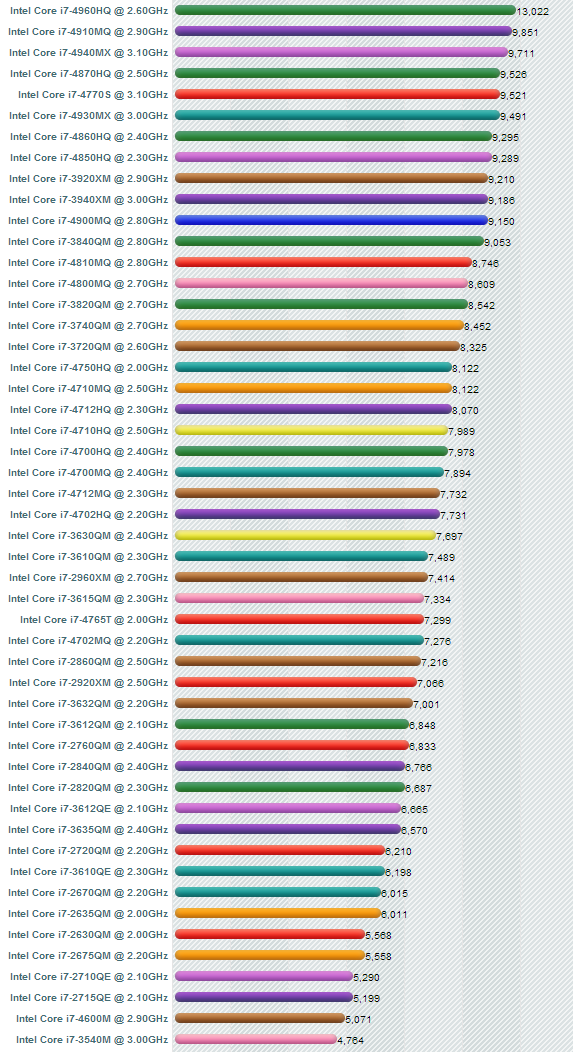 Intel Core i7-4960HQ @ 2.60GHz 13,022
Intel Core i7-4910MQ @ 2.90GHz 9,851
Intel Core i7-4940MX @ 3.10GHz 9,711
Intel Core i7-4870HQ @ 2.50GHz 9,526
Intel Core i7-4770S @ 3.10GHz 9,521
Intel Core i7-4930MX @ 3.00GHz 9,491
Intel Core i7-4860HQ @ 2.40GHz 9,295
Intel Core i7-4850HQ @ 2.30GHz 9,289
Intel Core i7-3920XM @ 2.90GHz 9,210
Intel Core i7-3940XM @ 3.00GHz 9,186
Intel Core i7-4900MQ @ 2.80GHz 9,150
Intel Core i7-3840QM @ 2.80GHz 9,053
Intel Core i7-4810MQ @ 2.80GHz 8,746
Intel Core i7-4800MQ @ 2.70GHz 8,609
Intel Core i7-3820QM @ 2.70GHz 8,542
Intel Core i7-3740QM @ 2.70GHz 8,452
Intel Core i7-3720QM @ 2.60GHz 8,325
Intel Core i7-4750HQ @ 2.00GHz 8,122
Intel Core i7-4710MQ @ 2.50GHz 8,122
Intel Core i7-4712HQ @ 2.30GHz 8,070
Intel Core i7-4710HQ @ 2.50GHz 7,989
Intel Core i7-4700HQ @ 2.40GHz 7,978
Intel Core i7-4700MQ @ 2.40GHz 7,894
Intel Core i7-4712MQ @ 2.30GHz 7,732
Intel Core i7-4702HQ @ 2.20GHz 7,731
Intel Core i7-3630QM @ 2.40GHz 7,697
Intel Core i7-3610QM @ 2.30GHz 7,489
Intel Core i7-2960XM @ 2.70GHz 7,414
Intel Core i7-3615QM @ 2.30GHz 7,334
Intel Core i7-4765T @ 2.00GHz 7,299
Intel Core i7-4702MQ @ 2.20GHz 7,276
Intel Core i7-2860QM @ 2.50GHz 7,216
Intel Core i7-2920XM @ 2.50GHz 7,066
Intel Core i7-3632QM @ 2.20GHz 7,001
Intel Core i7-3612QM @ 2.10GHz 6,848
Intel Core i7-2760QM @ 2.40GHz 6,833
Intel Core i7-2840QM @ 2.40GHz 6,766
Intel Core i7-2820QM @ 2.30GHz 6,687
Intel Core i7-3612QE @ 2.10GHz 6,665
Intel Core i7-3635QM @ 2.40GHz 6,570
Intel Core i7-2720QM @ 2.20GHz 6,210
Intel Core i7-3610QE @ 2.30GHz 6,198
Intel Core i7-2670QM @ 2.20GHz 6,015
Intel Core i7-2635QM @ 2.00GHz 6,011
Intel Core i7-2630QM @ 2.00GHz 5,568
Intel Core i7-2675QM @ 2.20GHz 5,558
Intel Core i7-2710QE @ 2.10GHz 5,290
Intel Core i7-2715QE @ 2.10GHz 5,199
Intel Core i7-4600M @ 2.90GHz 5,071
Intel Core i7-3540M @ 3.00GHz 4,764